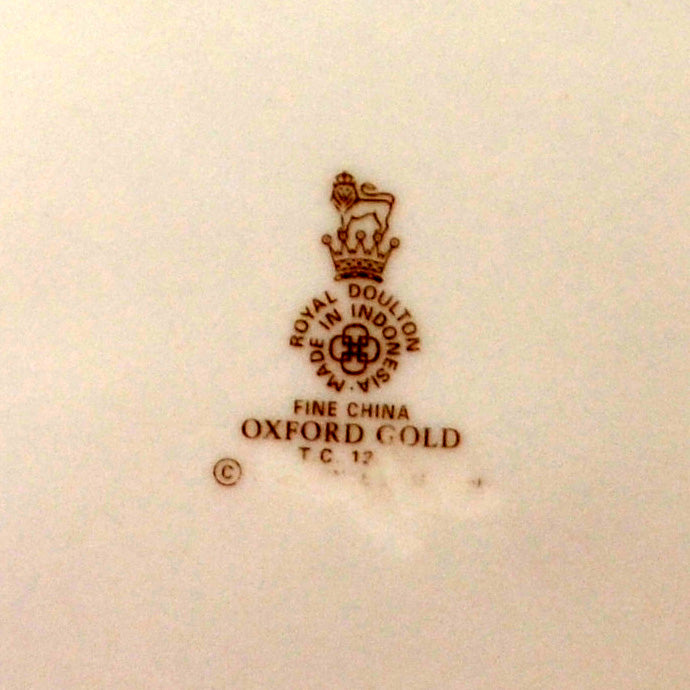 ROYAL DOULTON
MADE IN INDONESIA
FINE CHINA
OXFORD GOLD
T C. 12
©